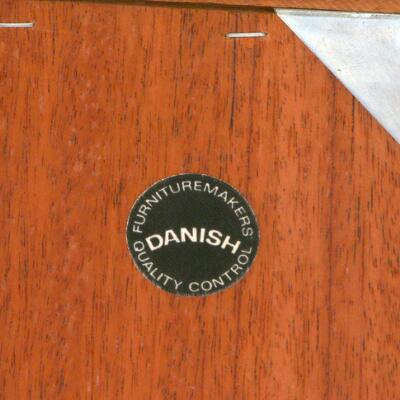 FURNITUREMAKERS
DANISH
QUALITY CONTROL